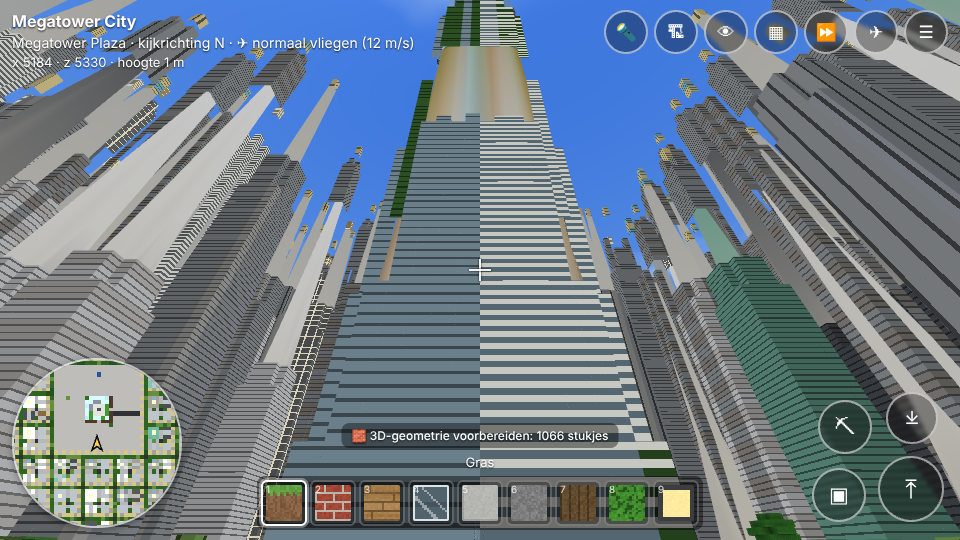 Megatower City
Megatower Plaza · kijkrichting N · ✈ normaal vliegen (12 m/s)
x 5184 · z 5330 · hoogte 1 m
🧱 3D-geometrie voorbereiden: 1066 stukjes
Gras
1 2 3 4 5 6 7 8 9